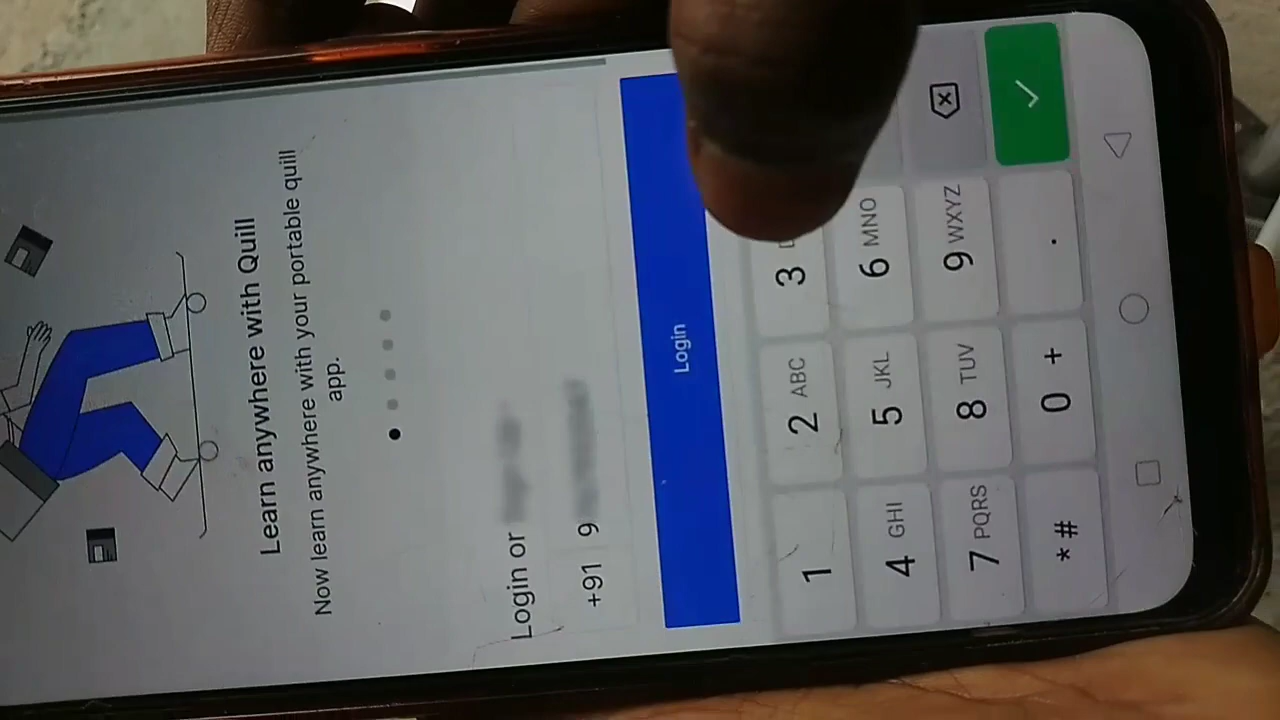 Learn anywhere with Quill
Now learn anywhere with your portable quill
app.
Login or
+91 9
Login
1
2 ABC
3
4 GHI
5 JKL
6 MNO
7 PQRS
8 TUV
9 WXYZ
*#
0 +
.